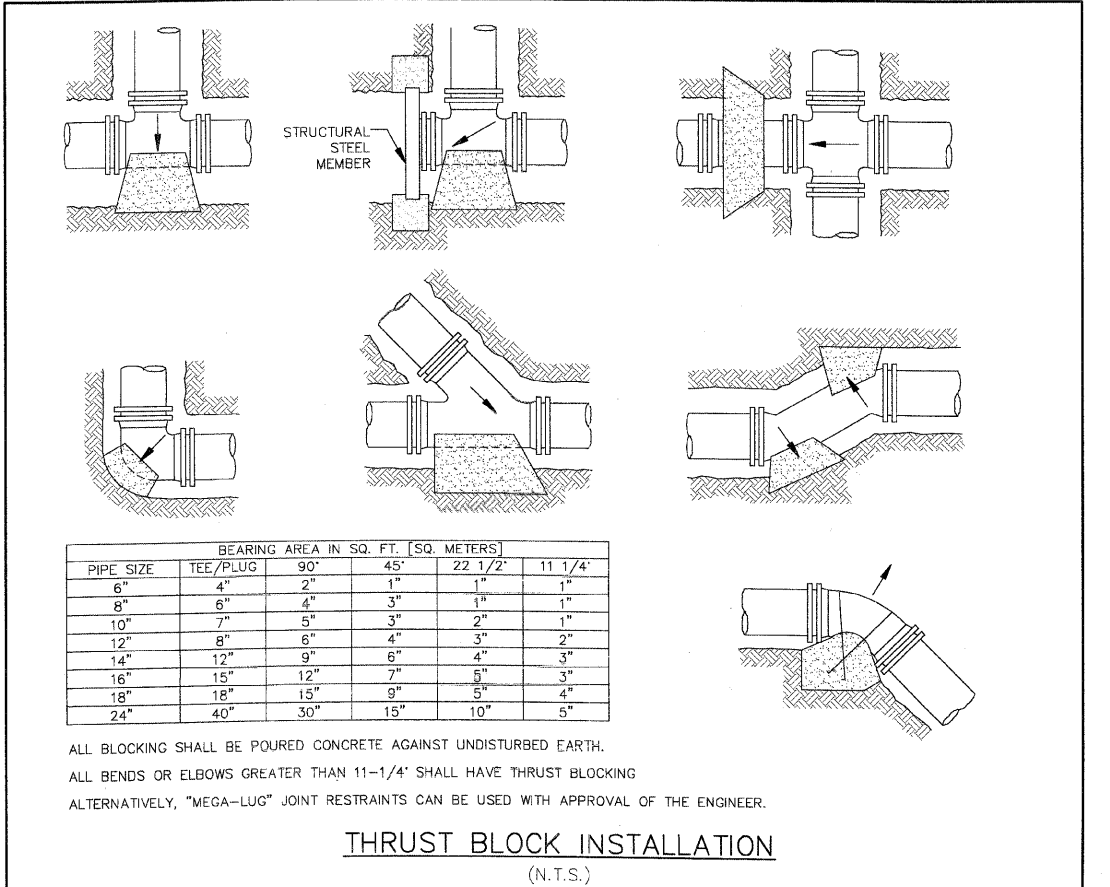 STRUCTURAL
STEEL
MEMBER
BEARING AREA IN SQ. FT. [SQ. METERS]
PIPE SIZE TEE/PLUG 90° 45° 22 1/2° 11 1/4°
6" 4" 2" 1" 1" 1"
8" 6" 4" 3" 1" 1"
10" 7" 5" 3" 2" 1"
12" 8" 6" 4" 3" 2"
14" 12" 9" 6" 4" 3"
16" 15" 12" 7" 5" 3"
18" 18" 15" 9" 5" 4"
24" 40" 30" 15" 10" 5"
ALL BLOCKING SHALL BE POURED CONCRETE AGAINST UNDISTURBED EARTH.
ALL BENDS OR ELBOWS GREATER THAN 11-1/4° SHALL HAVE THRUST BLOCKING
ALTERNATIVELY, "MEGA-LUG" JOINT RESTRAINTS CAN BE USED WITH APPROVAL OF THE ENGINEER.
THRUST BLOCK INSTALLATION
(N.T.S.)